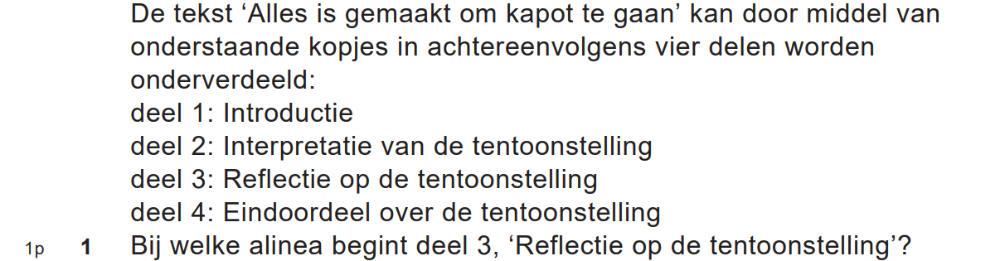 De tekst ‘Alles is gemaakt om kapot te gaan’ kan door middel van
onderstaande kopjes in achtereenvolgens vier delen worden
onderverdeeld:
deel 1: Introductie
deel 2: Interpretatie van de tentoonstelling
deel 3: Reflectie op de tentoonstelling
deel 4: Eindoordeel over de tentoonstelling
1p 1 Bij welke alinea begint deel 3, ‘Reflectie op de tentoonstelling’?